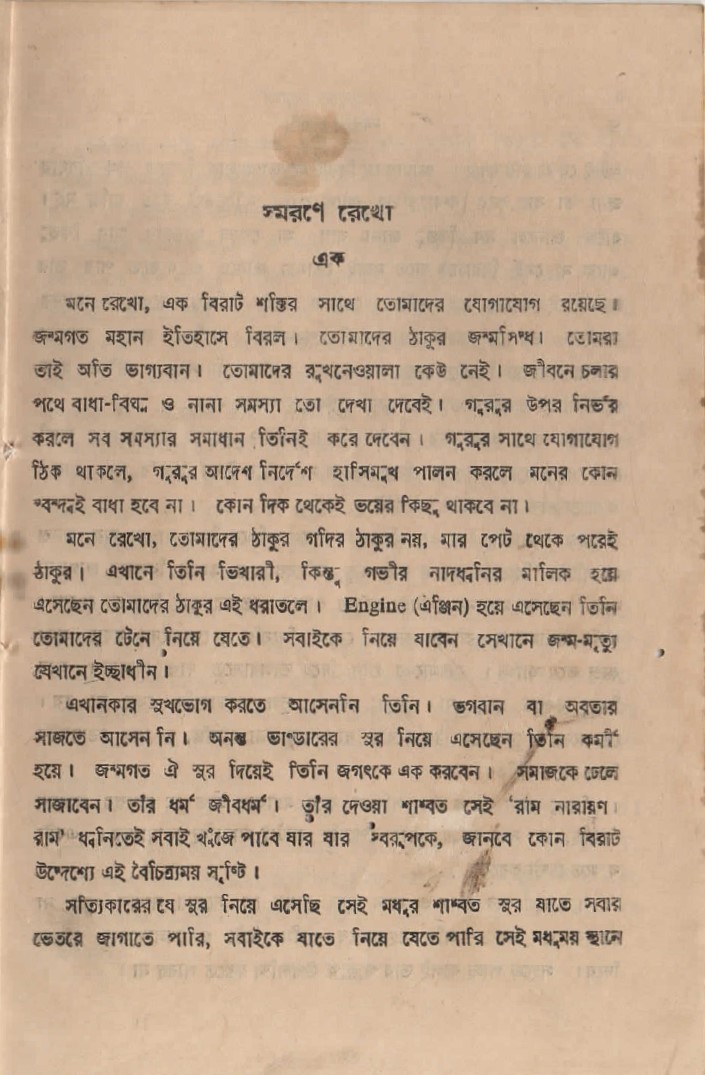 স্মরণে রেখো
এক
মনে রেখো, এক বিরাট শক্তির সাথে তোমাদের যোগাযোগ রয়েছে।
জন্মগত মহান ইতিহাসে বিরল। তোমাদের ঠাকুর জন্মসিদ্ধ। তোমরা
তাই অতি ভাগ্যবান। তোমাদের রুখনেওয়ালা কেউ নেই। জীবনে চলার
পথে বাধা-বিঘ্ন ও নানা সমস্যা তো দেখা দেবেই। গুরুর উপর নির্ভর
করলে সব সমস্যার সমাধান তিনিই করে দেবেন। গুরুর সাথে যোগাযোগ
ঠিক থাকলে, গুরুর আদেশ নির্দেশ হাসিমুখে পালন করলে মনের কোন
দ্বন্দ্বই বাধা হবে না। কোন দিক থেকেই ভয়ের কিছু থাকবে না।
মনে রেখো, তোমাদের ঠাকুর গদির ঠাকুর নয়, মার পেট থেকে পরেই
ঠাকুর। এখানে তিনি ভিখারী, কিন্তু গভীর নাদধ্বনির মালিক হয়ে
এসেছেন তোমাদের ঠাকুর এই ধরাতলে। Engine (এঞ্জিন) হয়ে এসেছেন তিনি
তোমাদের টেনে নিয়ে যেতে। সবাইকে নিয়ে যাবেন সেখানে জন্ম-মৃত্যু
যেখানে ইচ্ছাধীন।
এখানকার সুখভোগ করতে আসেননি তিনি। ভগবান বা অবতার
সাজতে আসেন নি। অনন্ত ভাণ্ডারের সুর নিয়ে এসেছেন তিনি কর্মী
হয়ে। জন্মগত ঐ সুর দিয়েই তিনি জগৎকে এক করবেন। সমাজকে ঢেলে
সাজাবেন। তাঁর ধর্ম জীবধর্ম। তাঁর দেওয়া শাশ্বত সেই ‘রাম নারায়ণ
রাম’ ধ্বনিতেই সবাই খুঁজে পাবে যার যার স্বরূপকে, জানবে কোন বিরাট
উদ্দেশ্যে এই বৈচিত্র্যময় সৃষ্টি।
সত্যিকারের যে সুর নিয়ে এসেছি সেই মধুর শাশ্বত সুর যাতে সবার
ভেতরে জাগাতে পারি, সবাইকে যাতে নিয়ে যেতে পারি সেই মধুময় স্থানে